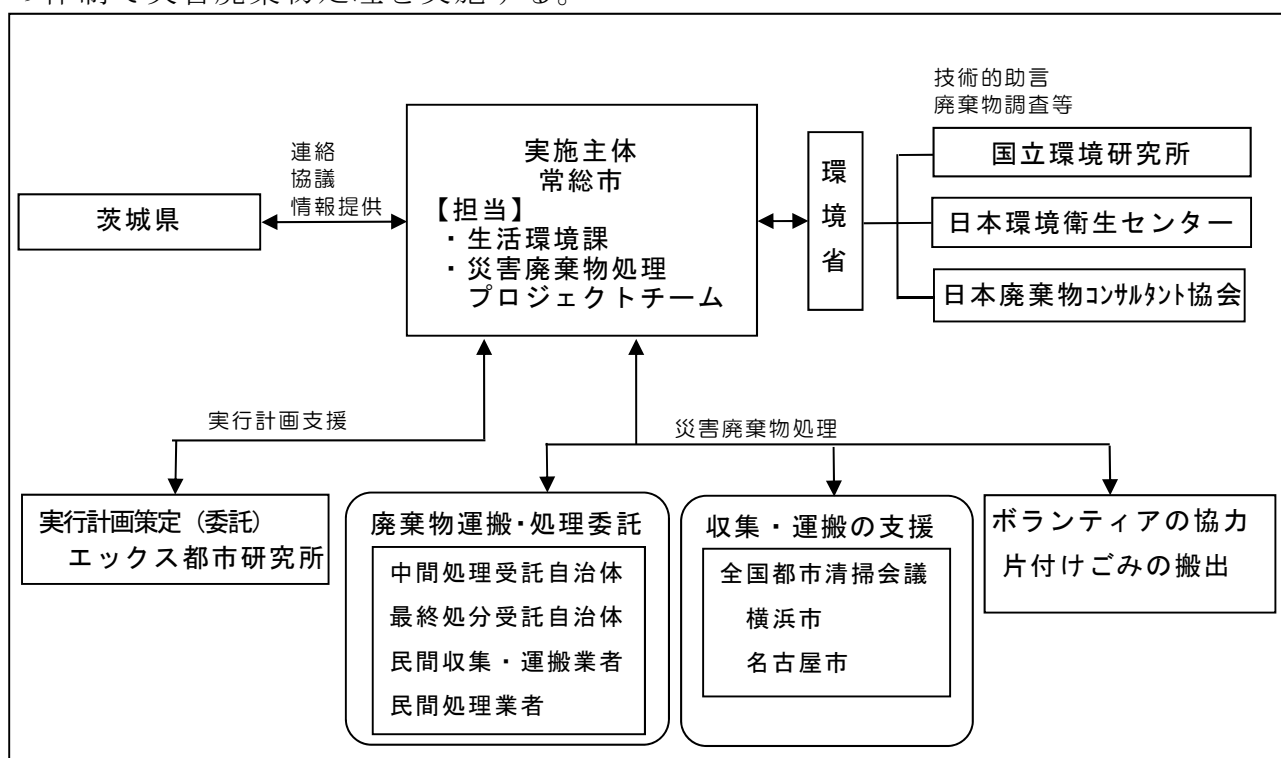 の体制で災害廃棄物処理を実施する。
技術的助言
廃棄物調査等
実施主体
常総市
【担当】
・生活環境課
・災害廃棄物処理
プロジェクトチーム
連絡
協議
情報提供
茨城県
環境省
国立環境研究所
日本環境衛生センター
日本廃棄物ｺﾝｻﾙﾀﾝﾄ協会
実行計画支援
災害廃棄物処理
実行計画策定（委託）
エックス都市研究所
廃棄物運搬・処理委託
中間処理受託自治体
最終処分受託自治体
民間収集・運搬業者
民間処理業者
収集・運搬の支援
全国都市清掃会議
横浜市
名古屋市
ボランティアの協力
片付けごみの搬出